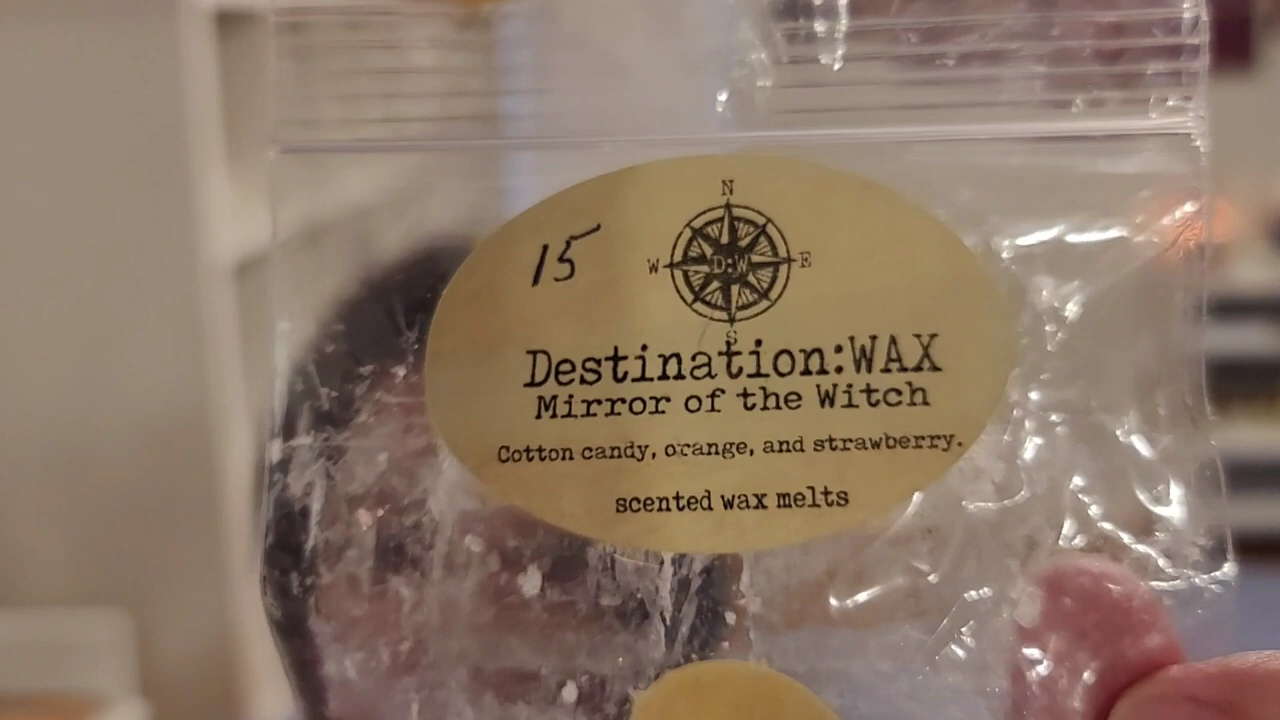 N
15
W D:W E
S
Destination:WAX
Mirror of the Witch
Cotton candy, orange, and strawberry.
scented wax melts